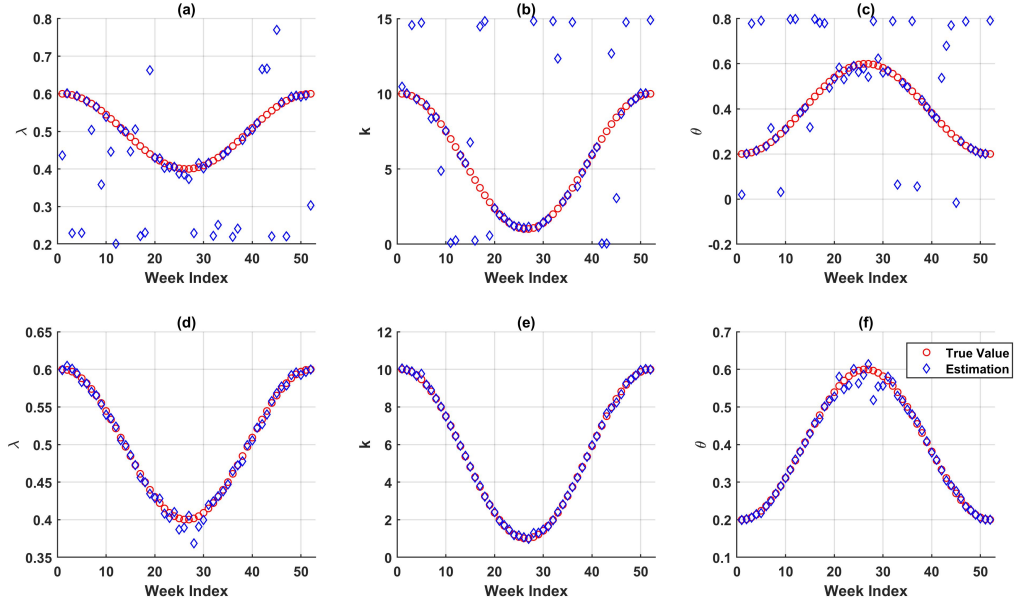 (a) (b) (c)
0.8 15 0.8
0.7 0.6
0.6 10 0.4
λ 0.5 k θ 0.2
0.4 5 0
0.3
0.2 0 -0.2
0 10 20 30 40 50 0 10 20 30 40 50 0 10 20 30 40 50
Week Index Week Index Week Index
(d) (e) (f)
0.65 12 0.7
0.6 10 0.6 True Value
Estimation
0.55 8 0.5
λ 0.5 k 6 θ 0.4
0.45 4 0.3
0.4 2 0.2
0.35 0 0.1
0 10 20 30 40 50 0 10 20 30 40 50 0 10 20 30 40 50
Week Index Week Index Week Index